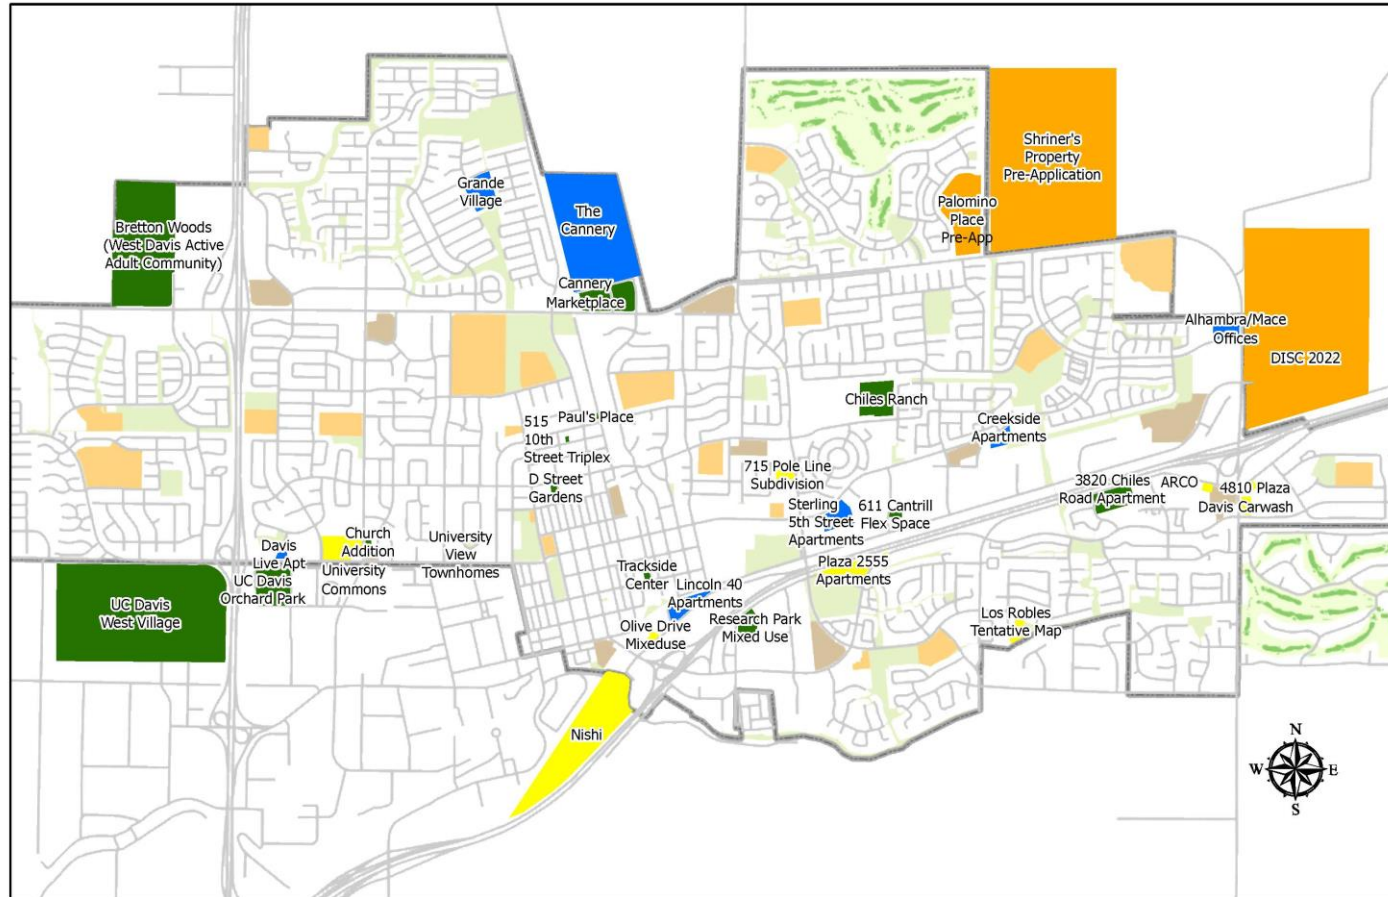 Shriner's
Property
Pre-Application
Grande
Village
The
Cannery
Palomino
Place
Pre-App
Bretton Woods
(West Davis Active
Adult Community)
Cannery
Marketplace
Alhambra/Mace
Offices
DISC 2022
Chiles Ranch
Paul's Place
515
10th
Street Triplex
Creekside
Apartments
D Street
Gardens
715 Pole Line
Subdivision
3820 Chiles
Road Apartment
ARCO
4810 Plaza
Davis Carwash
Sterling
5th Street
Apartments
611 Cantrill
Flex Space
Church
Addition
University
View
Townhomes
Davis
Live Apt
University
Commons
UC Davis
Orchard Park
Plaza 2555
Apartments
Trackside
Center
Lincoln 40
Apartments
UC Davis
West Village
Olive Drive
Mixeduse
Research Park
Mixed Use
Los Robles
Tentative Map
Nishi
N
W
E
S